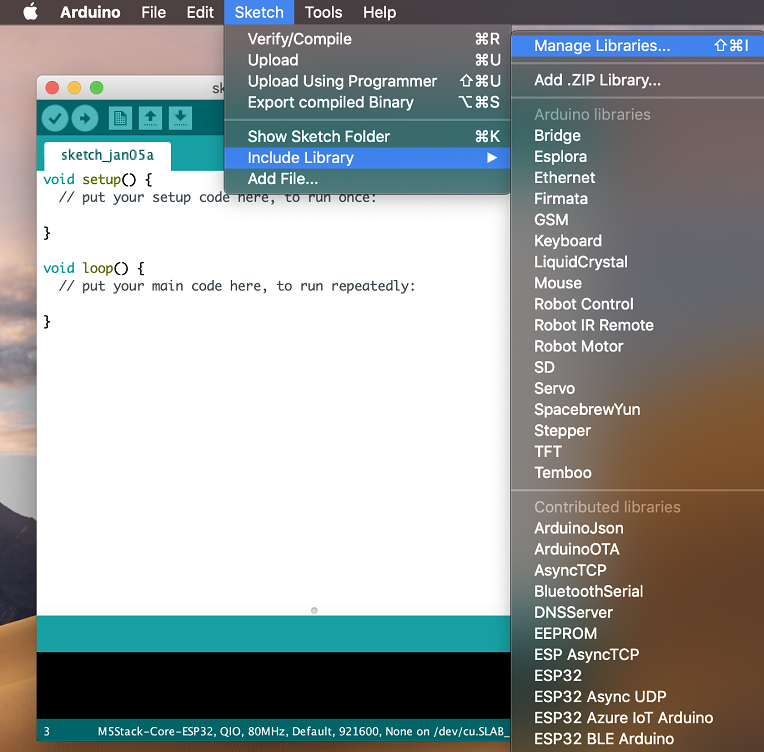 Arduino File Edit Sketch Tools Help
Verify/Compile ⌘R
Upload ⌘U
Upload Using Programmer ⇧⌘U
Export compiled Binary ⌥⌘S
Show Sketch Folder ⌘K
Include Library ▶
Add File...
Manage Libraries... ⇧⌘I
Add .ZIP Library...
Arduino libraries
Bridge
Esplora
Ethernet
Firmata
GSM
Keyboard
LiquidCrystal
Mouse
Robot Control
Robot IR Remote
Robot Motor
SD
Servo
SpacebrewYun
Stepper
TFT
Temboo
Contributed libraries
ArduinoJson
ArduinoOTA
AsyncTCP
BluetoothSerial
DNSServer
EEPROM
ESP AsyncTCP
ESP32
ESP32 Async UDP
ESP32 Azure IoT Arduino
ESP32 BLE Arduino
sketch_jan05a
void setup() {
// put your setup code here, to run once:
}
void loop() {
// put your main code here, to run repeatedly:
}
3 M5Stack-Core-ESP32, QIO, 80MHz, Default, 921600, None on /dev/cu.SLAB_